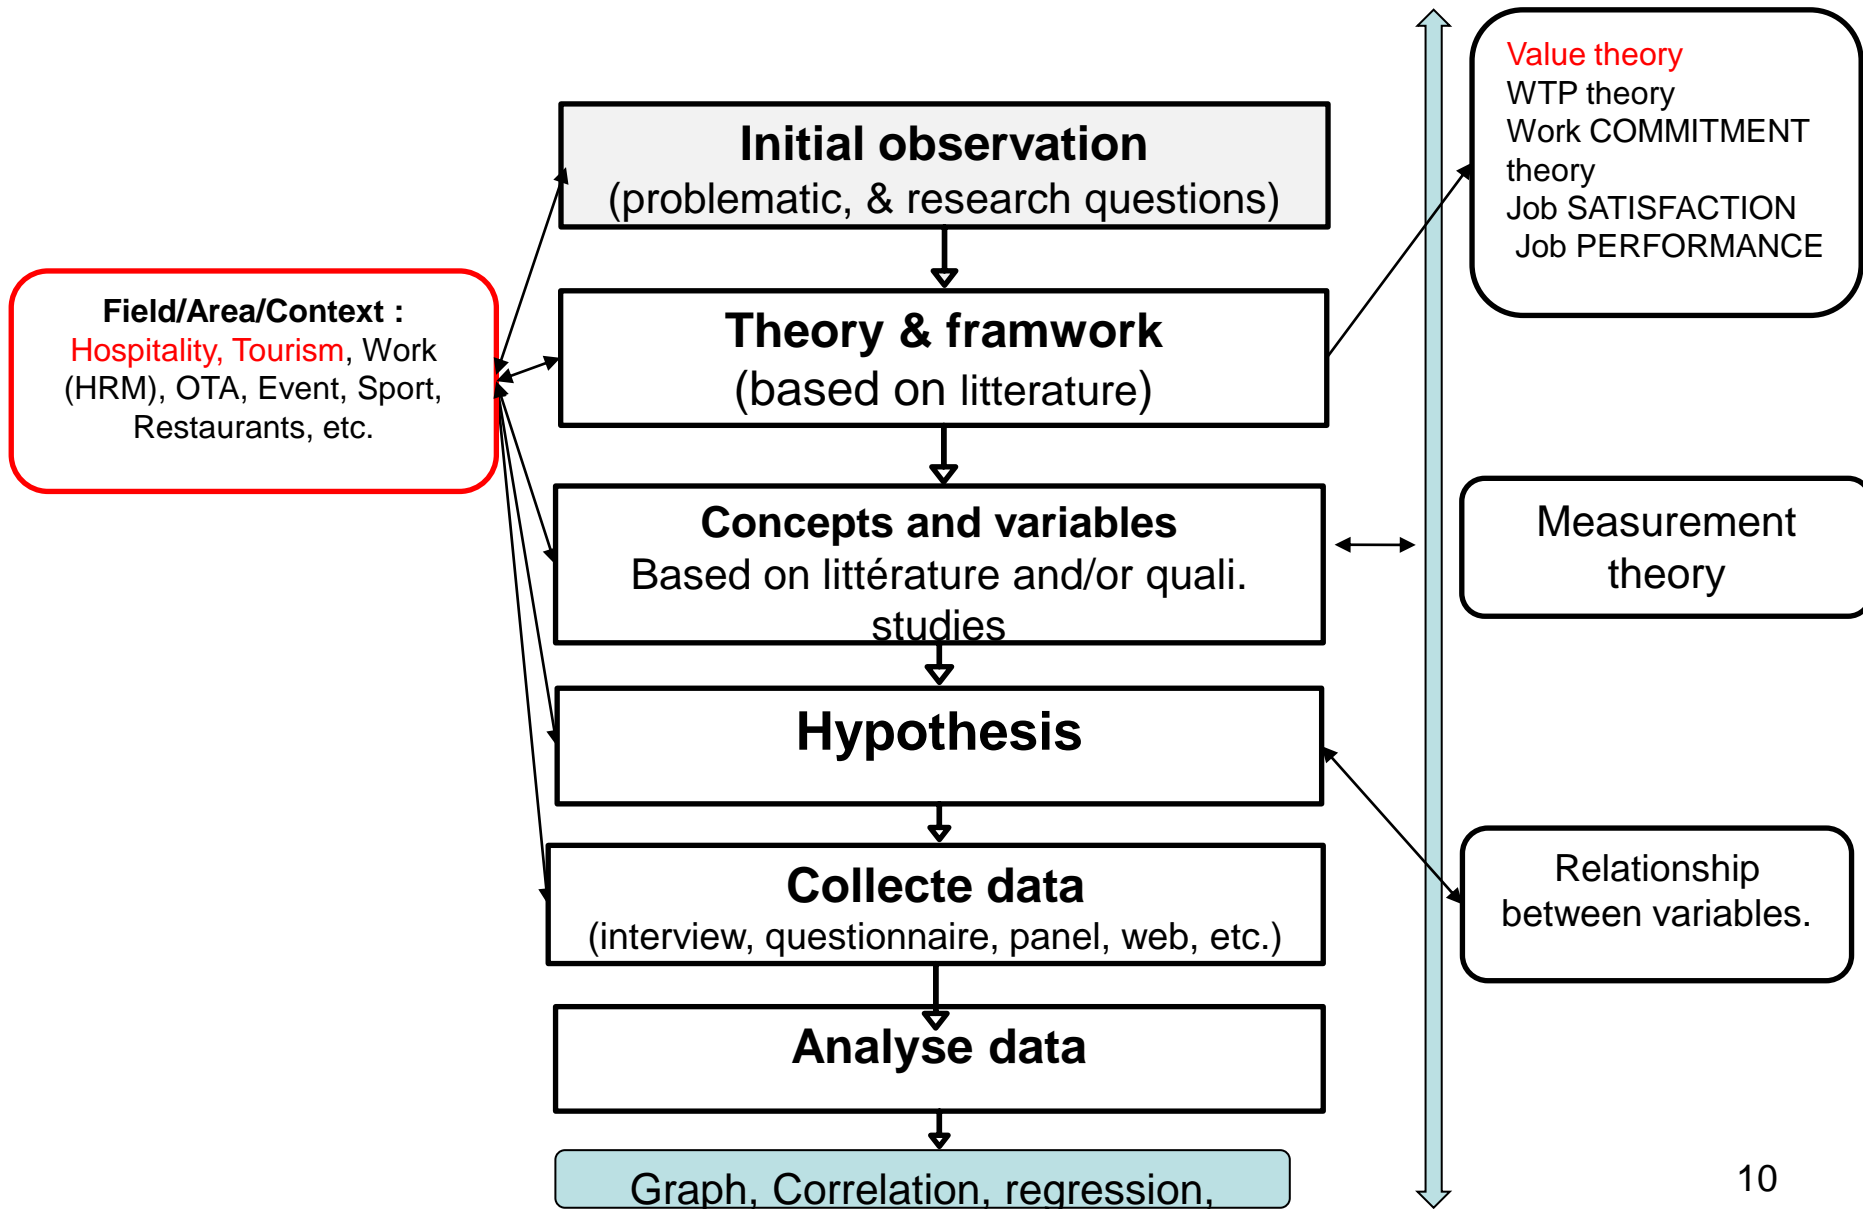 Value theory
WTP theory
Work COMMITMENT
theory
Job SATISFACTION
Job PERFORMANCE
Initial observation
(problematic, & research questions)
Field/Area/Context :
Hospitality, Tourism, Work
(HRM), OTA, Event, Sport,
Restaurants, etc.
Theory & framwork
(based on litterature)
Concepts and variables
Based on littérature and/or quali.
studies
Measurement
theory
Hypothesis
Collecte data
(interview, questionnaire, panel, web, etc.)
Relationship
between variables.
Analyse data
Graph, Correlation, regression,
10